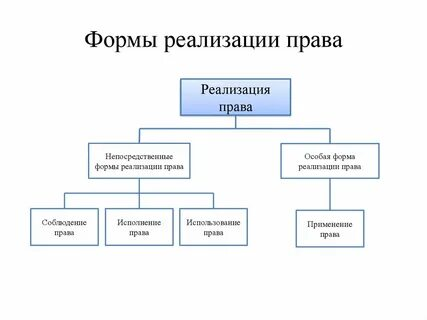 Формы реализации права
Реализация
права
Непосредственные
формы реализации права
Особая форма
реализации права
Соблюдение
права
Исполнение
права
Использование
права
Применение
права